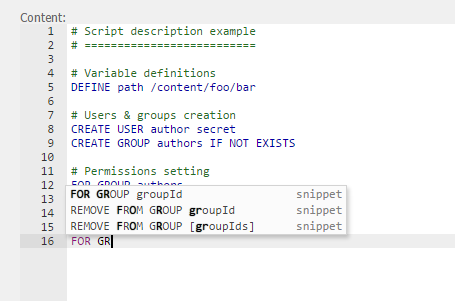 Content:
1 # Script description example
2 # ==========================
3
4 # Variable definitions
5 DEFINE path /content/foo/bar
6
7 # Users & groups creation
8 CREATE USER author secret
9 CREATE GROUP authors IF NOT EXISTS
10
11 # Permissions setting
12 FOR GROUP authors
13 FOR GROUP groupId snippet
14 REMOVE FROM GROUP groupId snippet
15 REMOVE FROM GROUP [groupIds] snippet
16 FOR GR